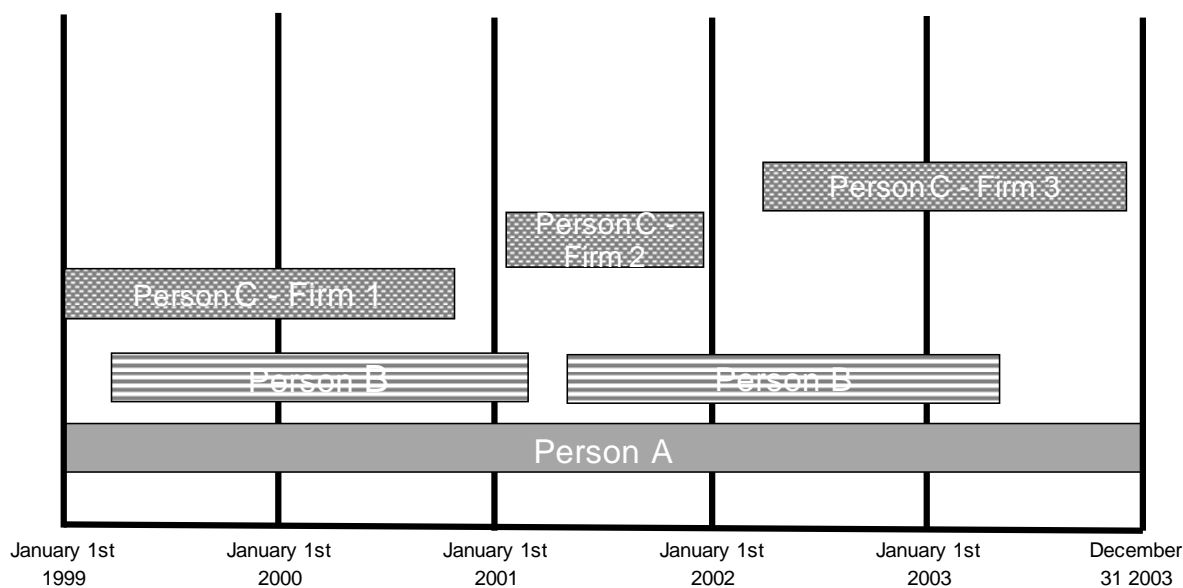 Person C - Firm 3
Person C -
Firm 2
Person C - Firm 1
Person B
Person B
Person A
January 1st
1999
January 1st
2000
January 1st
2001
January 1st
2002
January 1st
2003
December
31 2003